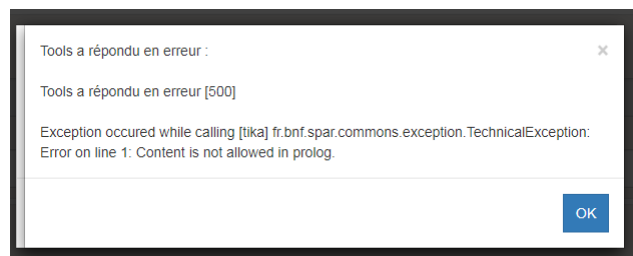 Tools a répondu en erreur :
×
Tools a répondu en erreur [500]
Exception occured while calling [tika] fr.bnf.spar.commons.exception.TechnicalException:
Error on line 1: Content is not allowed in prolog.
OK